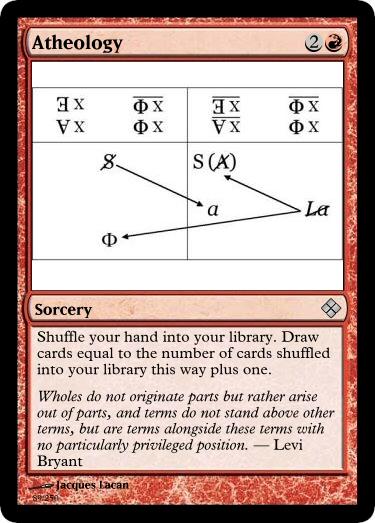 Atheology 2
∃ x Φ̅ x̅ ∃̅ x̅ Φ̅ x̅
∀ x Φ x ∀̅ x̅ Φ x
S̸ S (A̸)
a L̸a̸
Φ
Sorcery
Shuffle your hand into your library. Draw
cards equal to the number of cards shuffled
into your library this way plus one.
Wholes do not originate parts but rather arise
out of parts, and terms do not stand above other
terms, but are terms alongside these terms with
no particularly privileged position. — Levi
Bryant
Jacques Lacan